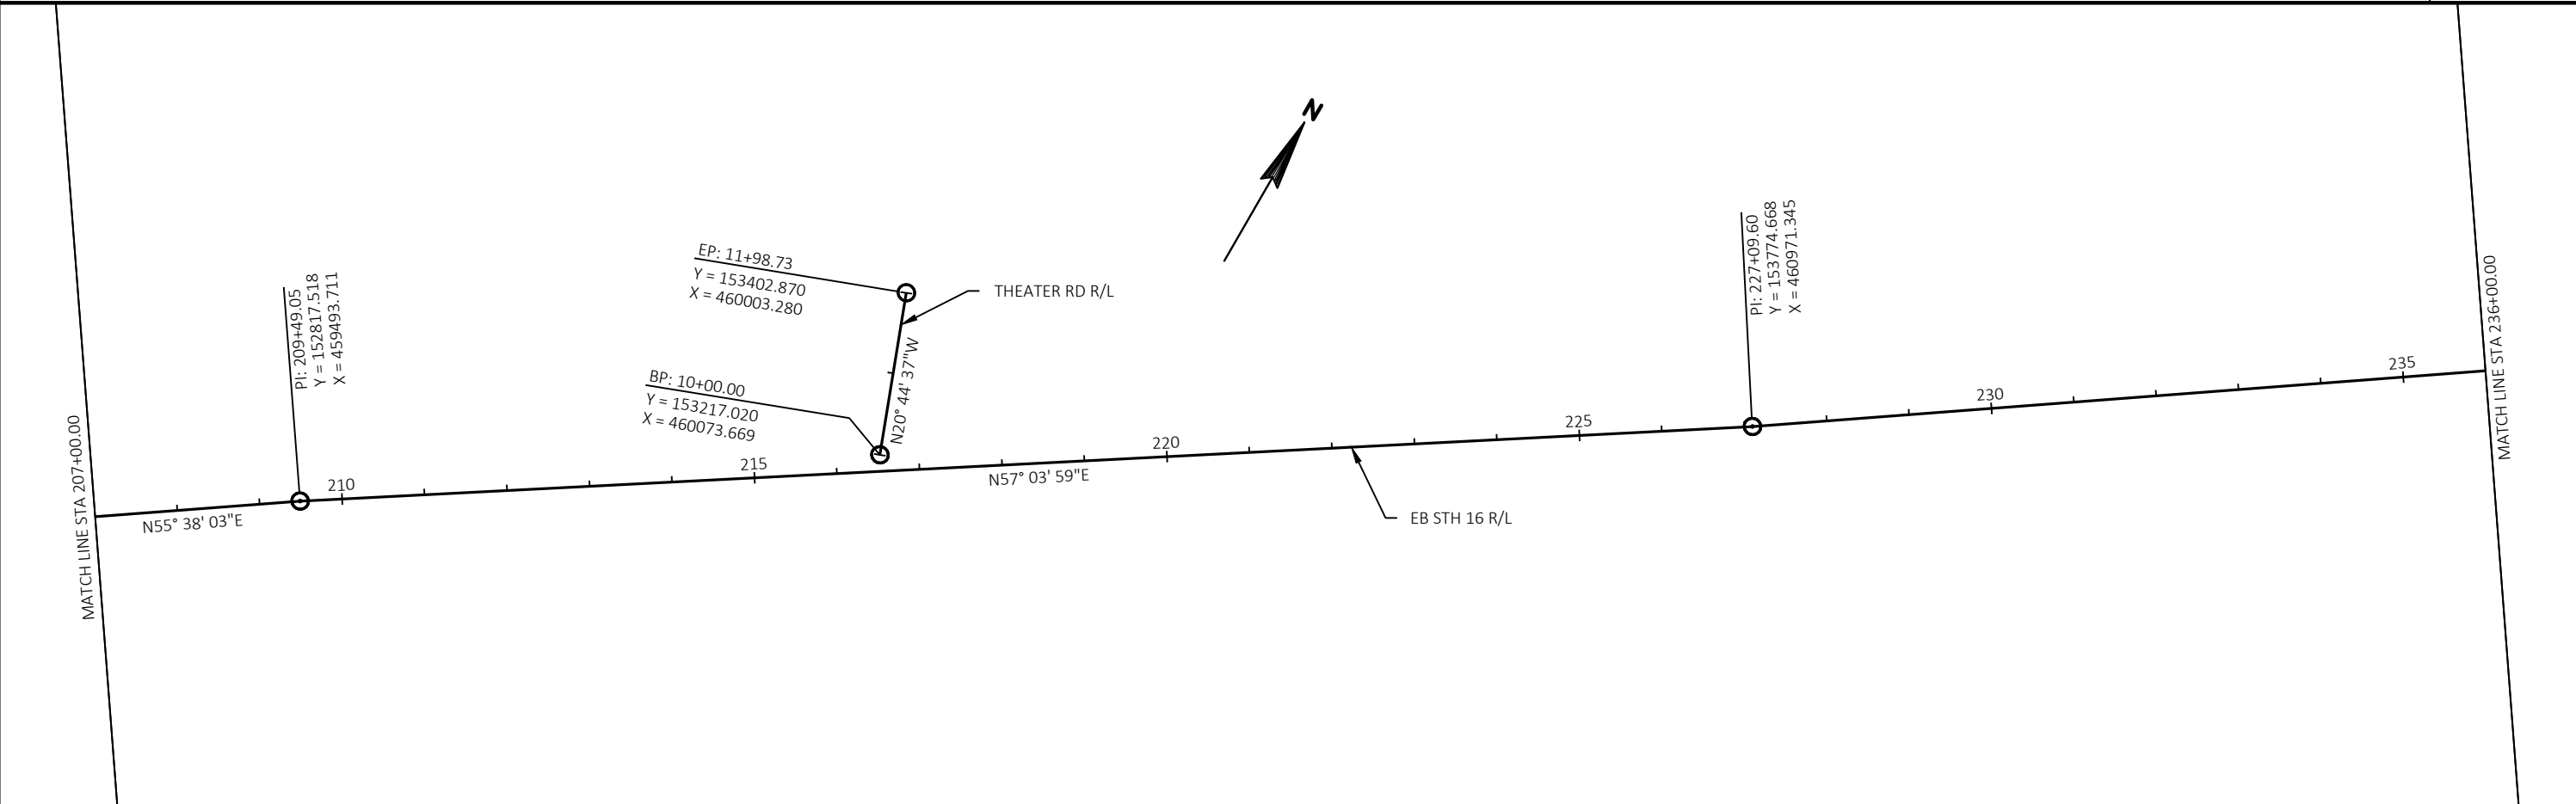 N
EP: 11+98.73
Y = 153402.870
X = 460003.280
THEATER RD R/L
PI: 209+49.05
Y = 152817.518
X = 459493.711
PI: 227+09.60
Y = 153774.668
X = 460971.345
BP: 10+00.00
Y = 153217.020
X = 460073.669
N20° 44' 37"W
MATCH LINE STA 207+00.00
210
215
220
225
230
235
MATCH LINE STA 236+00.00
N55° 38' 03"E
N57° 03' 59"E
EB STH 16 R/L